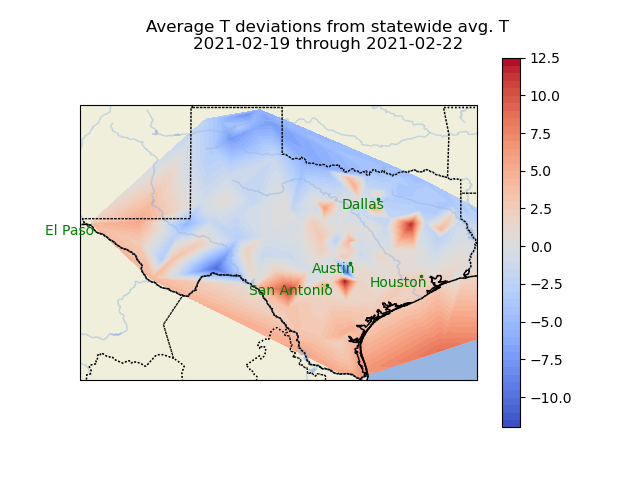 Average T deviations from statewide avg. T
2021-02-19 through 2021-02-22
12.5
10.0
7.5
5.0
2.5
0.0
−2.5
−5.0
−7.5
−10.0
Dallas
El Paso
Austin
Houston
San Antonio